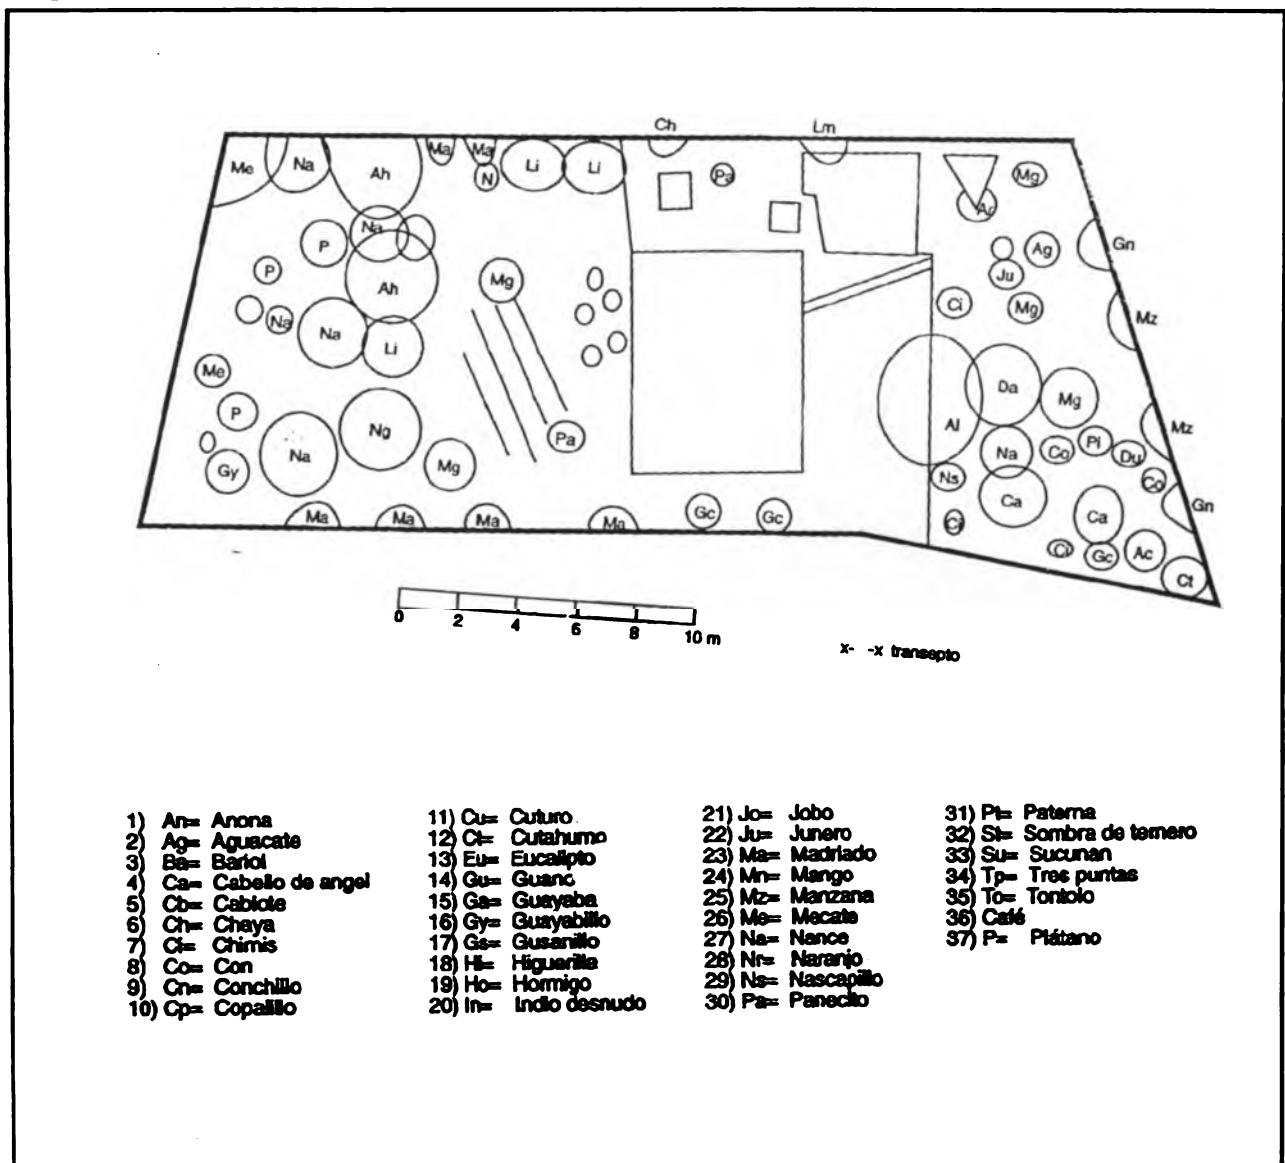 Ch Lm
Me Na Ah Ma Ma Li Li Pa Mg
N
Ar
P Na Ag Gn
P Ah Mg Ju
Na Na Li Ci Mg Mz
Me Da Mg
P Ng Al Mz
Na Mg Pa Na Co Pi Du
Gy Ns Ca Co Gn
Ma Ma Ma Ma Gc Gc Ci Ca
Ci Gc Ac Ct
0 2 4 6 8 10 m
x- -x transepto
1) An= Anona
2) Ag= Aguacate
3) Ba= Bariol
4) Ca= Cabello de angel
5) Cb= Cablote
6) Ch= Chaya
7) Ci= Chimis
8) Co= Con
9) Cn= Conchillo
10) Cp= Copalillo
11) Cu= Cuturo
12) Ct= Cutahumo
13) Eu= Eucalipto
14) Gu= Guano
15) Ga= Guayaba
16) Gy= Guayabillo
17) Gs= Gusanillo
18) Hi= Higuerilla
19) Ho= Hormigo
20) In= Indio desnudo
21) Jo= Jobo
22) Ju= Junero
23) Ma= Madriado
24) Mn= Mango
25) Mz= Manzana
26) Me= Mecate
27) Na= Nance
28) Nr= Naranjo
29) Ns= Nascapillo
30) Pa= Panecito
31) Pt= Paterna
32) St= Sombra de ternero
33) Su= Sucunan
34) Tp= Tres puntas
35) To= Tontolo
36) Café
37) P= Plátano